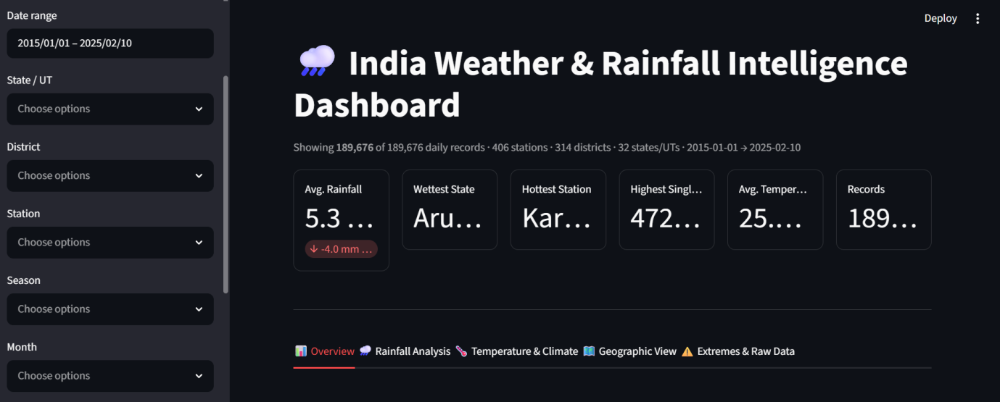 Date range
2015/01/01 – 2025/02/10
State / UT
Choose options
District
Choose options
Station
Choose options
Season
Choose options
Month
Choose options
Deploy
India Weather & Rainfall Intelligence
Dashboard
Showing 189,676 of 189,676 daily records · 406 stations · 314 districts · 32 states/UTs · 2015-01-01 → 2025-02-10
Avg. Rainfall
5.3 ...
↓ -4.0 mm ...
Wettest State
Aru...
Hottest Station
Kar...
Highest Singl...
472...
Avg. Temper...
25....
Records
189...
Overview
Rainfall Analysis
Temperature & Climate
Geographic View
Extremes & Raw Data